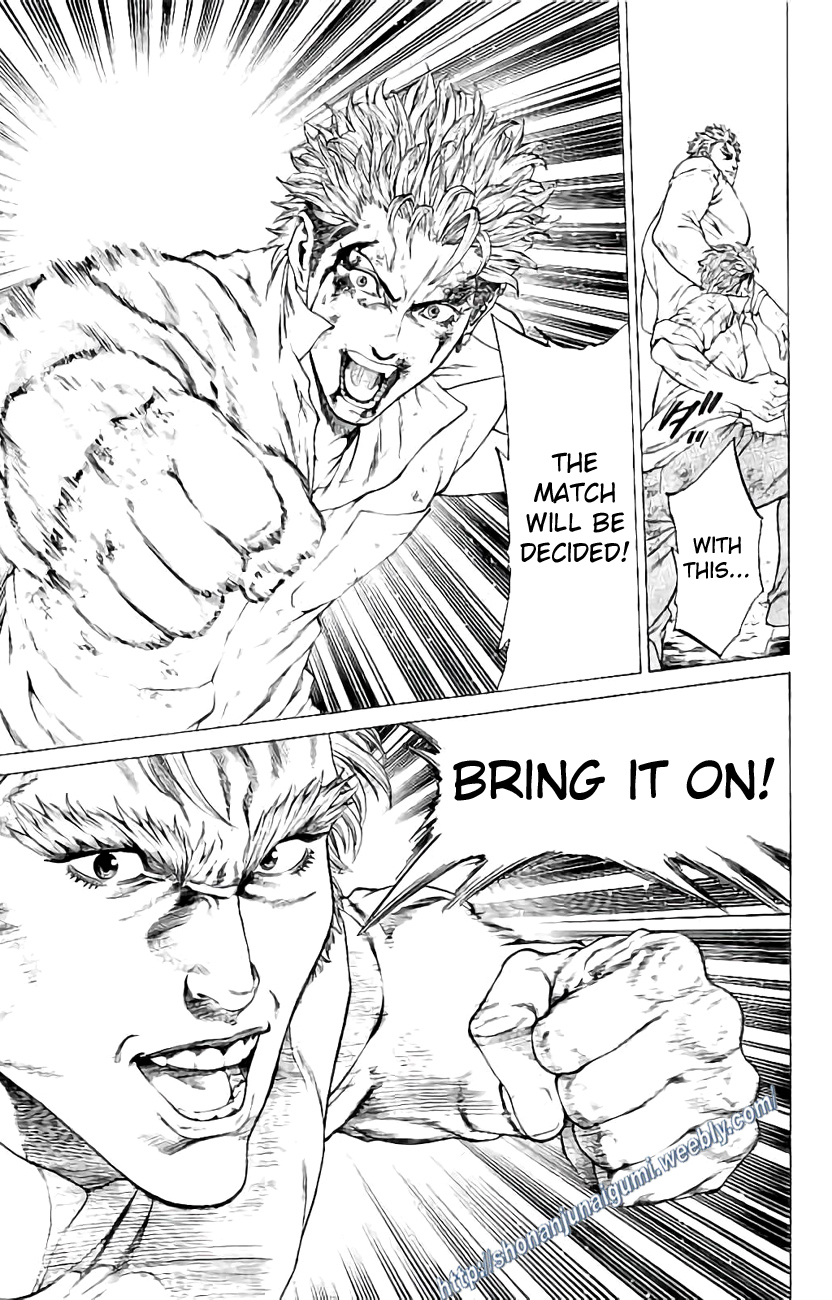 WITH
THIS...
THE
MATCH
WILL BE
DECIDED!
BRING IT ON!
http://shonanjunaigumi.weebly.com/